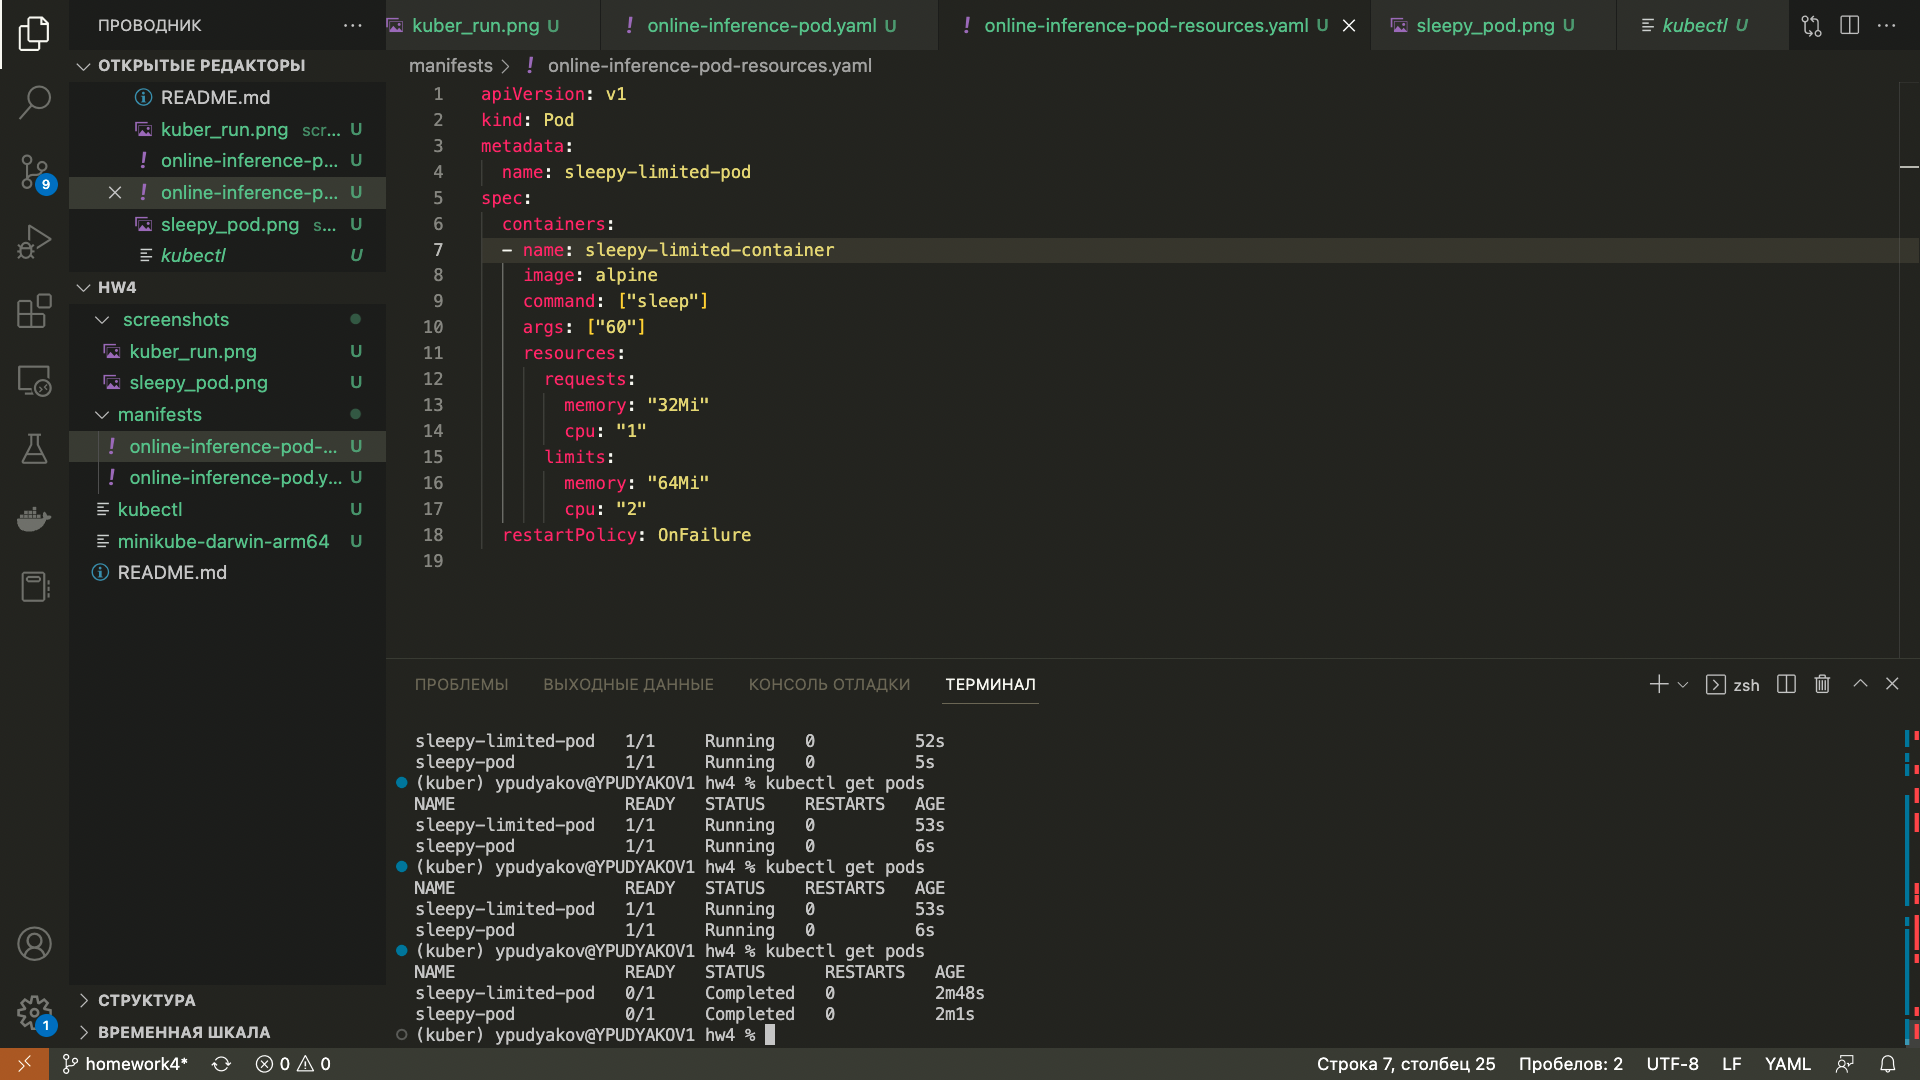 ПРОВОДНИК
ОТКРЫТЫЕ РЕДАКТОРЫ
README.md
kuber_run.png scr... U
online-inference-p... U
online-inference-p... U
sleepy_pod.png s... U
kubectl U
HW4
screenshots
kuber_run.png U
sleepy_pod.png U
manifests
online-inference-pod-... U
online-inference-pod.y... U
kubectl U
minikube-darwin-arm64 U
README.md
СТРУКТУРА
ВРЕМЕННАЯ ШКАЛА
9
1
kuber_run.png U
online-inference-pod.yaml U
online-inference-pod-resources.yaml U
sleepy_pod.png U
kubectl U
manifests > ! online-inference-pod-resources.yaml
1 apiVersion: v1
2 kind: Pod
3 metadata:
4 name: sleepy-limited-pod
5 spec:
6 containers:
7 - name: sleepy-limited-container
8 image: alpine
9 command: ["sleep"]
10 args: ["60"]
11 resources:
12 requests:
13 memory: "32Mi"
14 cpu: "1"
15 limits:
16 memory: "64Mi"
17 cpu: "2"
18 restartPolicy: OnFailure
19
ПРОБЛЕМЫ ВЫХОДНЫЕ ДАННЫЕ КОНСОЛЬ ОТЛАДКИ ТЕРМИНАЛ
zsh
sleepy-limited-pod 1/1 Running 0 52s
sleepy-pod 1/1 Running 0 5s
(kuber) ypudyakov@YPUDYAKOV1 hw4 % kubectl get pods
NAME READY STATUS RESTARTS AGE
sleepy-limited-pod 1/1 Running 0 53s
sleepy-pod 1/1 Running 0 6s
(kuber) ypudyakov@YPUDYAKOV1 hw4 % kubectl get pods
NAME READY STATUS RESTARTS AGE
sleepy-limited-pod 1/1 Running 0 53s
sleepy-pod 1/1 Running 0 6s
(kuber) ypudyakov@YPUDYAKOV1 hw4 % kubectl get pods
NAME READY STATUS RESTARTS AGE
sleepy-limited-pod 0/1 Completed 0 2m48s
sleepy-pod 0/1 Completed 0 2m1s
(kuber) ypudyakov@YPUDYAKOV1 hw4 %
homework4* 0 0 Строка 7, столбец 25 Пробелов: 2 UTF-8 LF YAML